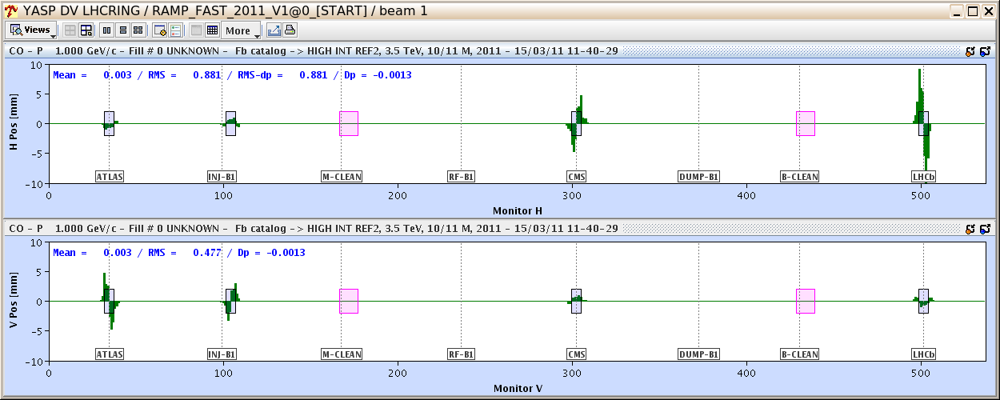 YASP DV LHCRING / RAMP_FAST_2011_V1@0_[START] / beam 1
Views More
CO - P 1.000 GeV/c - Fill # 0 UNKNOWN - Fb catalog -> HIGH INT REF2, 3.5 TeV, 10/11 M, 2011 - 15/03/11 11-40-29
Mean = 0.003 / RMS = 0.881 / RMS-dp = 0.881 / Dp = -0.0013
H Pos [mm]
10
5
0
-5
-10
ATLAS INJ-B1 M-CLEAN RF-B1 CMS DUMP-B1 B-CLEAN LHCb
0 100 200 300 400 500
Monitor H
CO - P 1.000 GeV/c - Fill # 0 UNKNOWN - Fb catalog -> HIGH INT REF2, 3.5 TeV, 10/11 M, 2011 - 15/03/11 11-40-29
Mean = 0.003 / RMS = 0.477 / Dp = -0.0013
V Pos [mm]
10
5
0
-5
-10
ATLAS INJ-B1 M-CLEAN RF-B1 CMS DUMP-B1 B-CLEAN LHCb
0 100 200 300 400 500
Monitor V